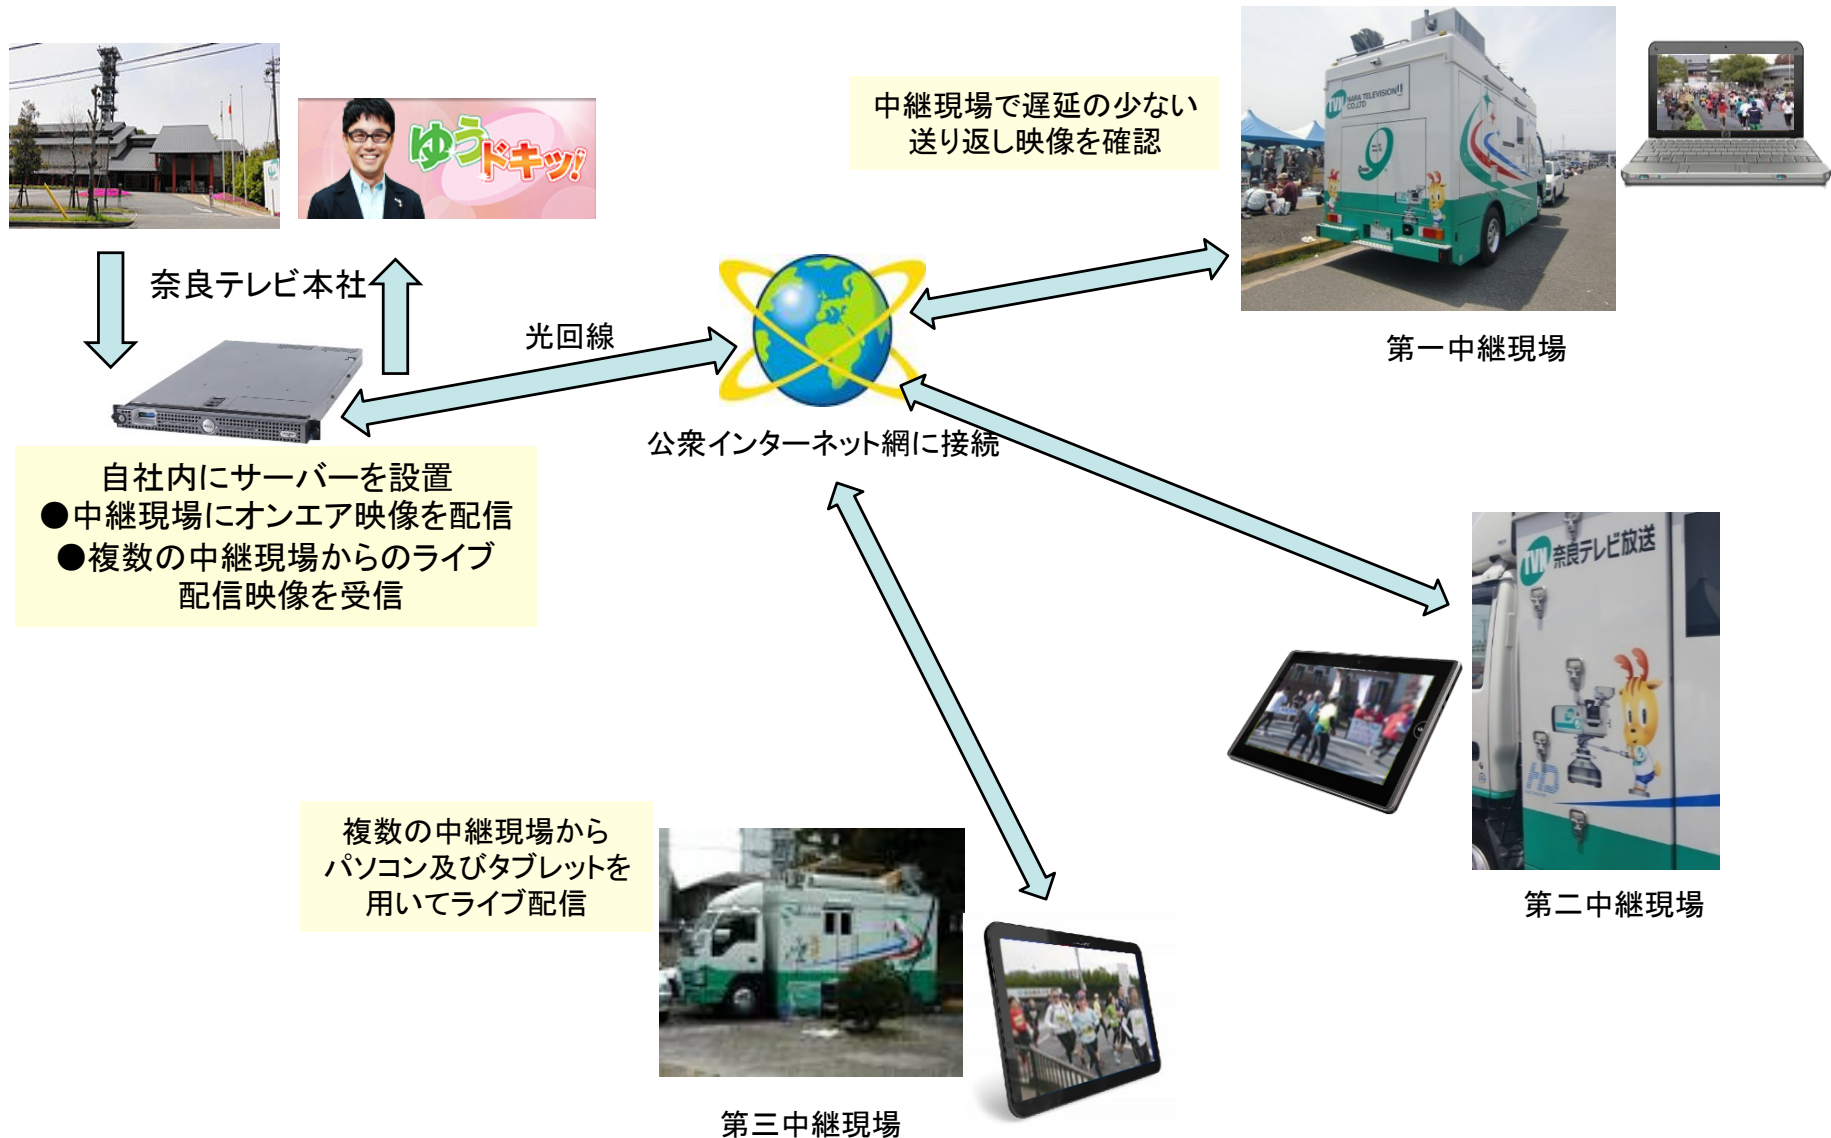 ゆうドキッ!
奈良テレビ本社
光回線
公衆インターネット網に接続
自社内にサーバーを設置
●中継現場にオンエア映像を配信
●複数の中継現場からのライブ
配信映像を受信
中継現場で遅延の少ない
送り返し映像を確認
TVN NARA TELEVISION
CO.,LTD
第一中継現場
TVN 奈良テレビ放送
HD
第二中継現場
複数の中継現場から
パソコン及びタブレットを
用いてライブ配信
第三中継現場